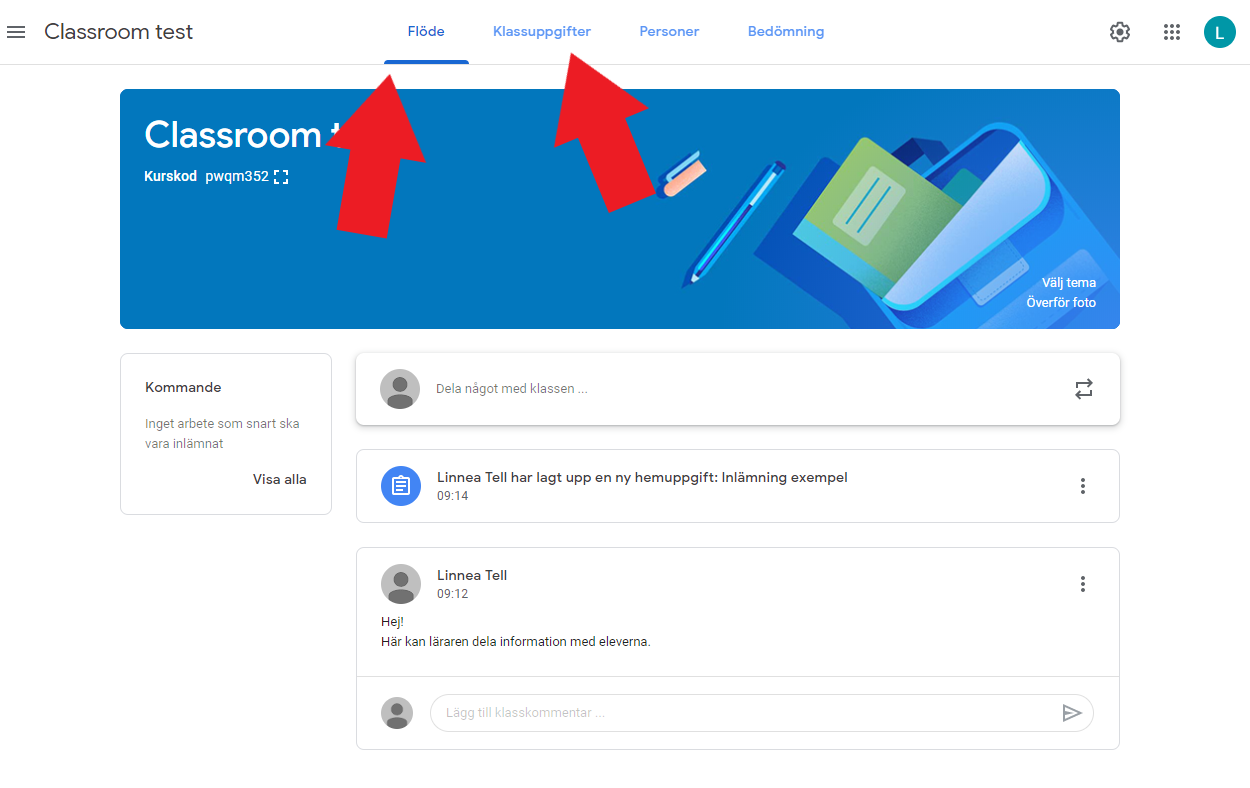 Classroom test
Flöde
Klassuppgifter
Personer
Bedömning
L
Classroom t
Kurskod pwqm352
Välj tema
Överför foto
Kommande
Inget arbete som snart ska
vara inlämnat
Visa alla
Dela något med klassen ...
Linnea Tell har lagt upp en ny hemuppgift: Inlämning exempel
09:14
Linnea Tell
09:12
Hej!
Här kan läraren dela information med eleverna.
Lägg till klasskommentar ...